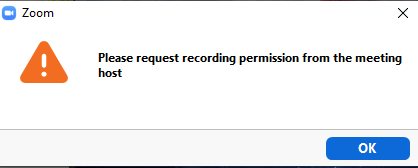 Zoom
Please request recording permission from the meeting
host
OK